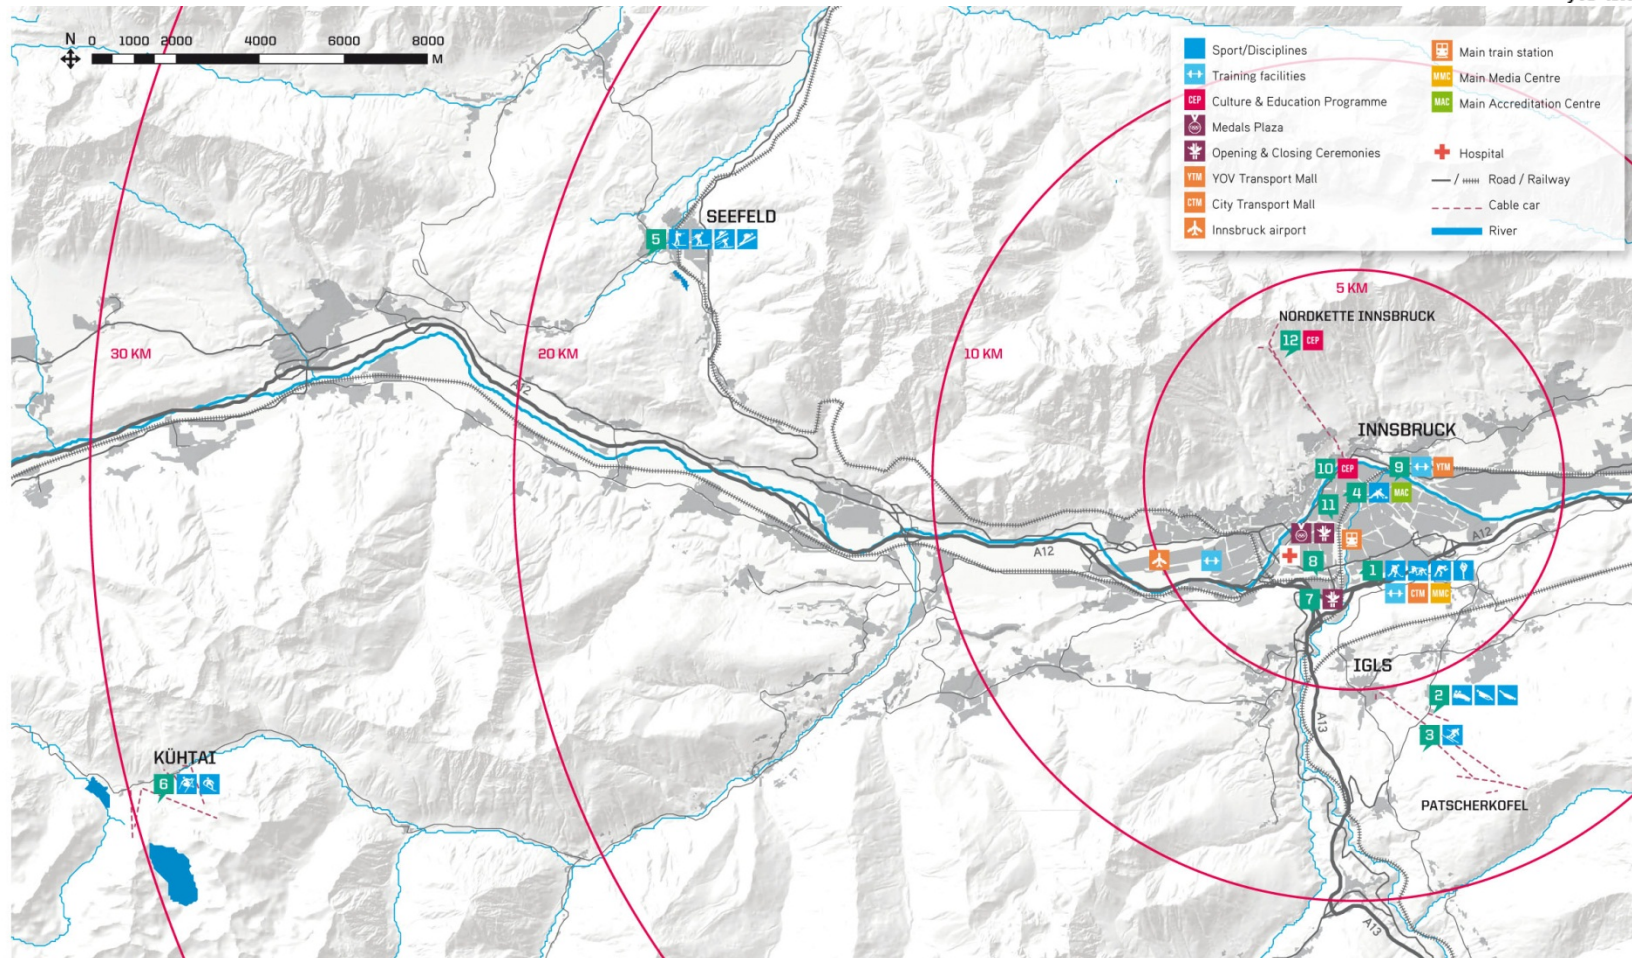 N 0 1000 2000 4000 6000 8000
M
Sport/Disciplines
Training facilities
CEP Culture & Education Programme
Medals Plaza
Opening & Closing Ceremonies
YTM YOV Transport Mall
CTM City Transport Mall
Innsbruck airport
Main train station
MMC Main Media Centre
MAC Main Accreditation Centre
Hospital
/ Road / Railway
Cable car
River
SEEFELD
5
5 KM
NORDKETTE INNSBRUCK
12 CEP
30 KM
20 KM
10 KM
A12
INNSBRUCK
10 CEP
9 YTM
4 MAC
11
A12
A12
8
1
CTM MMC
7
IGLS
2
3
A13
KÜHTAI
6
PATSCHERKOFEL
A13